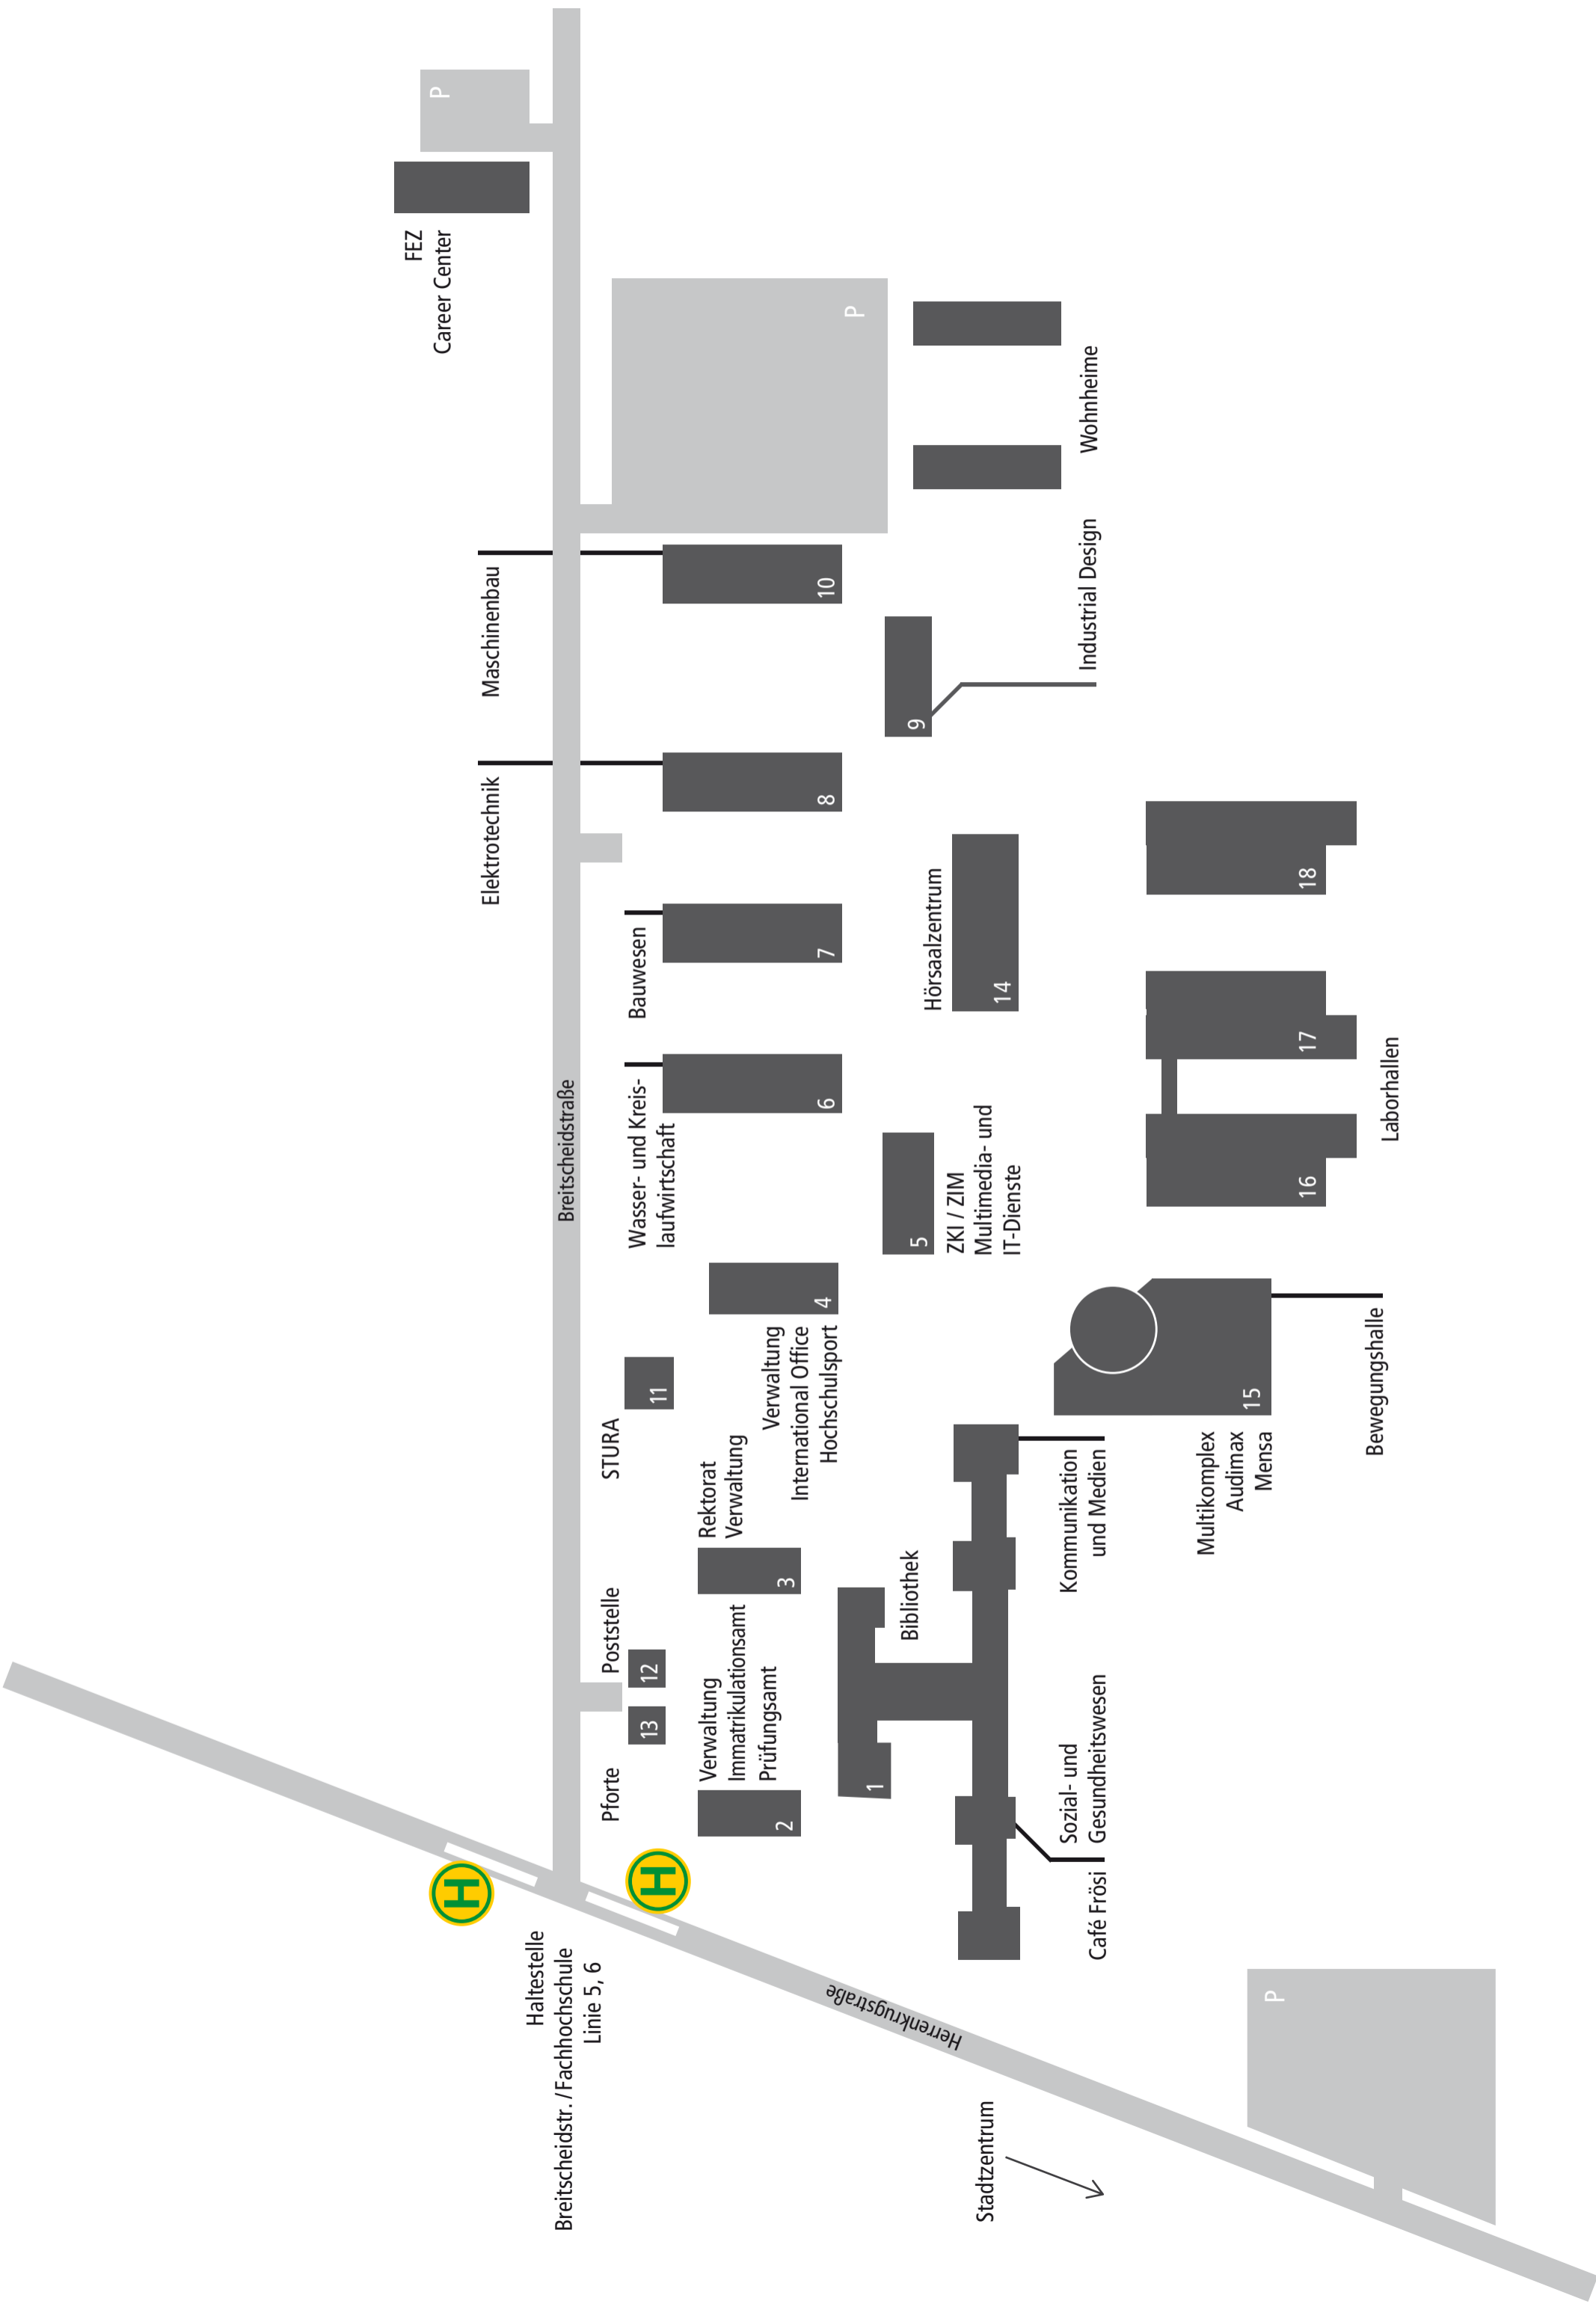 P
FEZ
Career Center
P
Wohnheime
Maschinenbau
10
Industrial Design
9
Elektrotechnik
8
Hörsaalzentrum
14
18
Bauwesen
7
Breitscheidstraße
Wasser- und Kreis-
laufwirtschaft
6
17
Laborhallen
16
5
ZKI / ZIM
Multimedia- und
IT-Dienste
4
Verwaltung
International Office
Hochschulsport
11
STURA
Rektorat
Verwaltung
3
15
Multikomplex
Audimax
Mensa
Bewegungshalle
Kommunikation
und Medien
Bibliothek
Poststelle
12
13
Pforte
Verwaltung
Immatrikulationsamt
Prüfungsamt
2
1
Sozial- und
Gesundheitswesen
Café Frösi
H
H
Haltestelle
Breitscheidstr. / Fachhochschule
Linie 5, 6
Herrenkrugstraße
Stadtzentrum
P